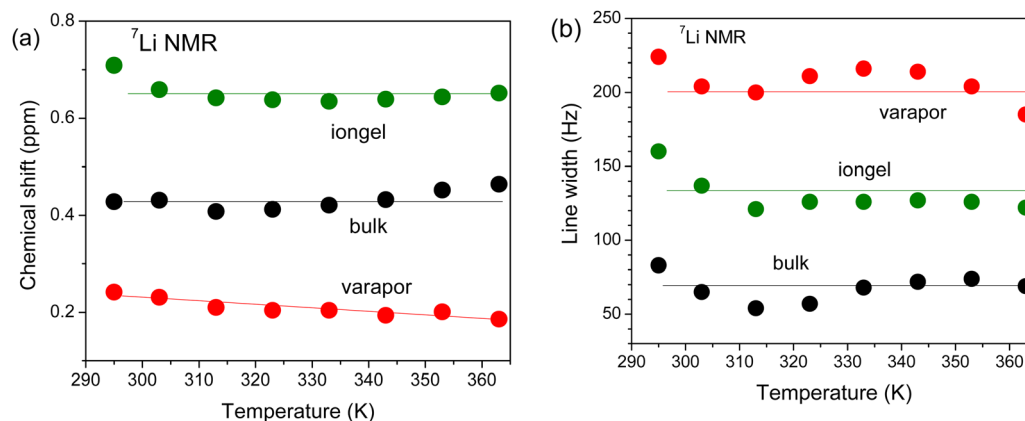 (a)
⁷Li NMR
0.8
0.6
0.4
0.2
Chemical shift (ppm)
iongel
bulk
varapor
290 300 310 320 330 340 350 360
Temperature (K)
(b)
⁷Li NMR
250
200
150
100
50
Line width (Hz)
varapor
iongel
bulk
290 300 310 320 330 340 350 360
Temperature (K)